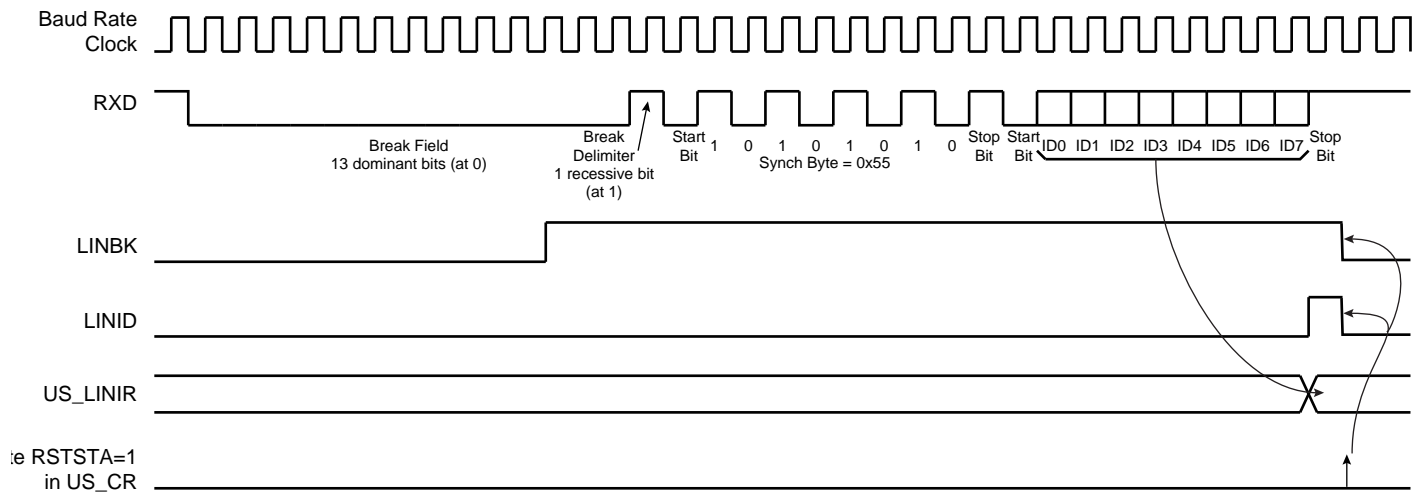 Baud Rate
Clock
RXD
Break Field
13 dominant bits (at 0)
Break
Delimiter
1 recessive bit
(at 1)
Start
Bit
1 0 1 0 1 0 1 0
Synch Byte = 0x55
Stop
Bit
Start
Bit
ID0 ID1 ID2 ID3 ID4 ID5 ID6 ID7
Stop
Bit
LINBK
LINID
US_LINIR
RSTSTA=1
in US_CR